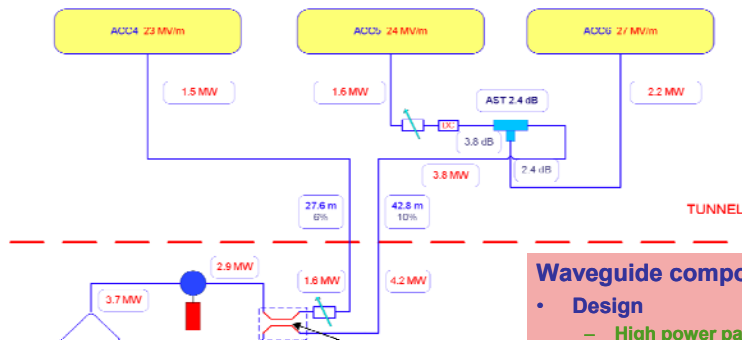 ACC4 23 MV/m
ACC5 24 MV/m
ACC6 27 MV/m
1.5 MW
1.6 MW
AST 2.4 dB
2.2 MW
DC
3.8 dB
2.4 dB
3.8 MW
27.6 m
6%
42.8 m
10%
TUNNEL
2.9 MW
1.6 MW
4.2 MW
3.7 MW
Waveguide compo
• Design
– High power pa